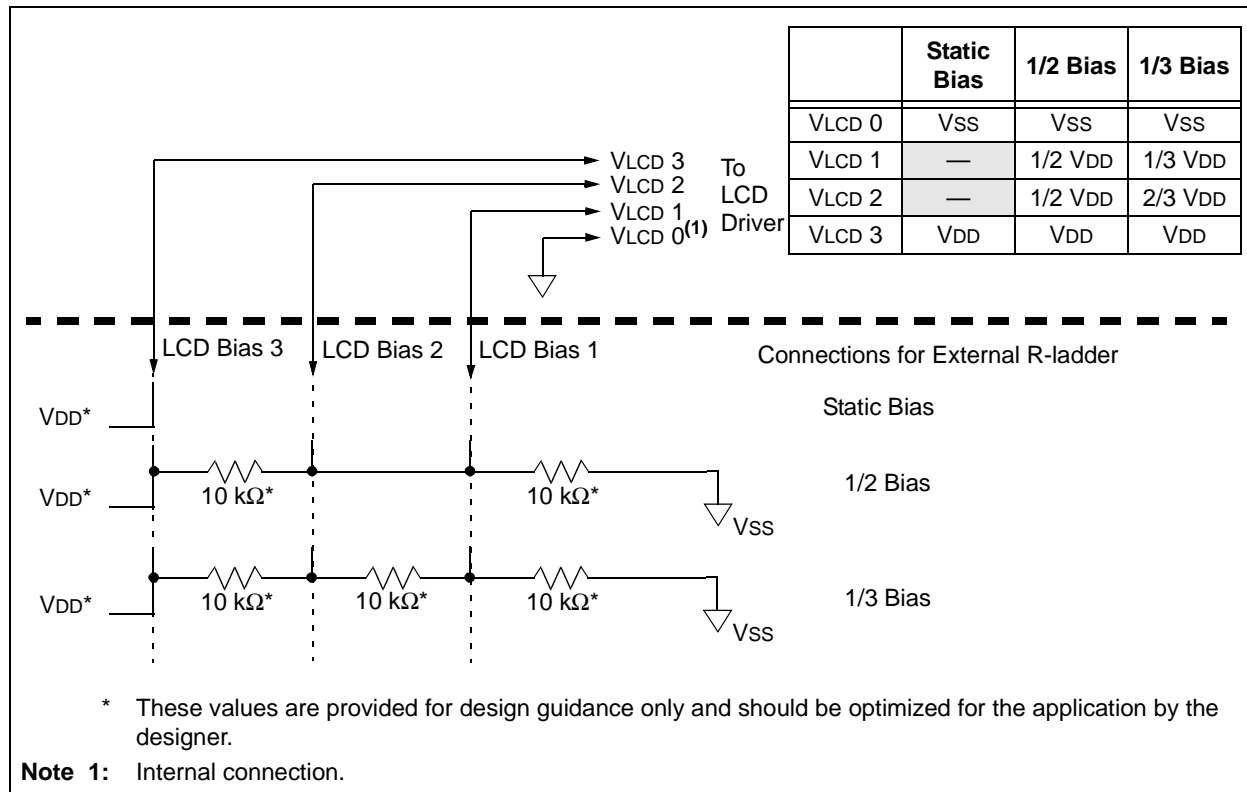 Static Bias 1/2 Bias 1/3 Bias
VLCD 0 VSS VSS VSS
VLCD 1 — 1/2 VDD 1/3 VDD
VLCD 2 — 1/2 VDD 2/3 VDD
VLCD 3 VDD VDD VDD
VLCD 3
VLCD 2
VLCD 1
VLCD 0(1)
To
LCD
Driver
LCD Bias 3 LCD Bias 2 LCD Bias 1 Connections for External R-ladder
VDD* Static Bias
VDD* 10 kΩ* 10 kΩ* VSS 1/2 Bias
VDD* 10 kΩ* 10 kΩ* 10 kΩ* VSS 1/3 Bias
* These values are provided for design guidance only and should be optimized for the application by the
designer.
Note 1: Internal connection.